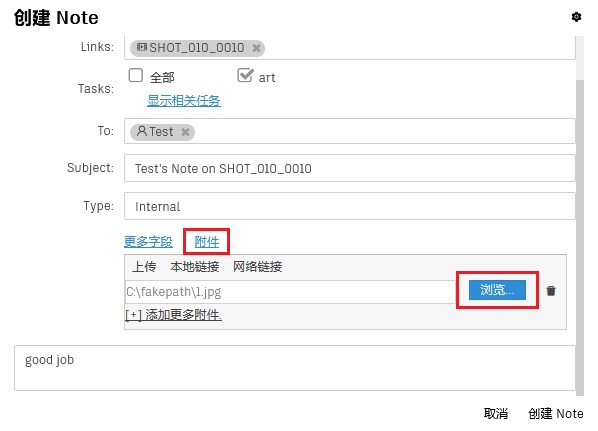 创建 Note
Links: SHOT_010_0010
Tasks: 全部 art
显示相关任务
To: Test
Subject: Test's Note on SHOT_010_0010
Type: Internal
更多字段 附件
上传 本地链接 网络链接
C:\fakepath\1.jpg 浏览...
[+] 添加更多附件.
good job
取消 创建 Note